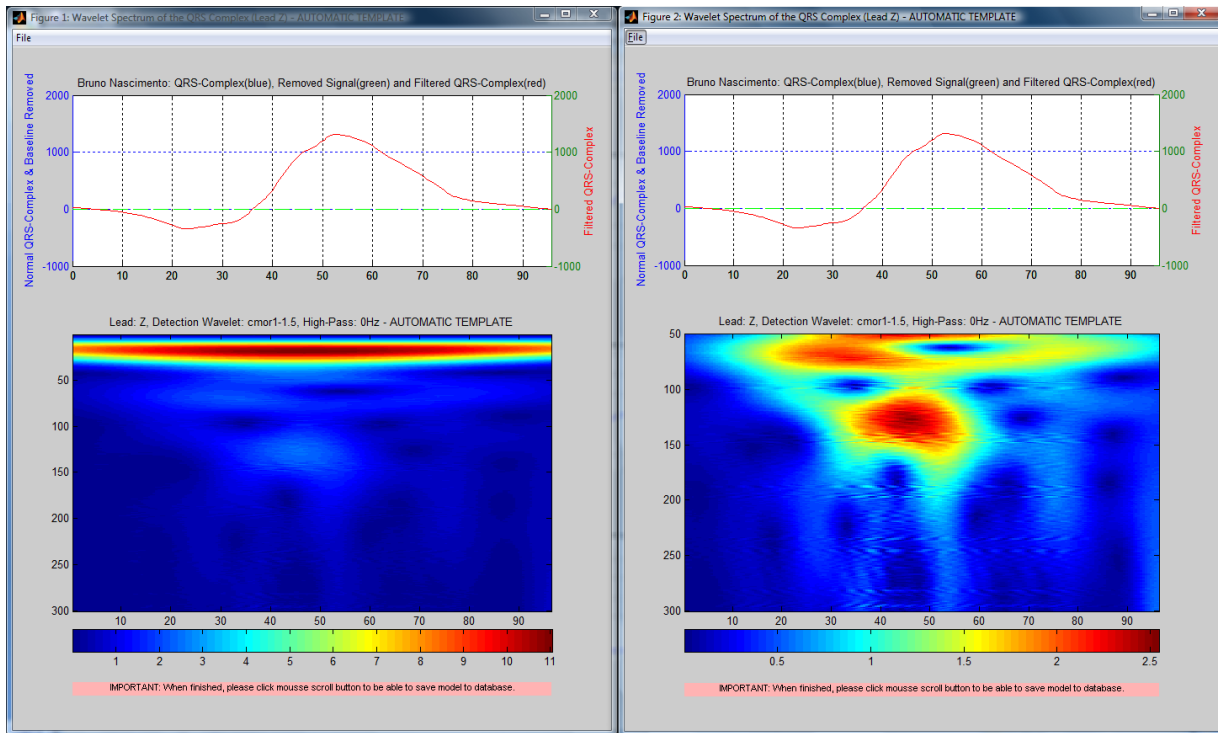 Figure 1: Wavelet Spectrum of the QRS Complex (Lead Z) - AUTOMATIC TEMPLATE
File
Bruno Nascimento: QRS-Complex(blue), Removed Signal(green) and Filtered QRS-Complex(red)
Normal QRS-Complex & Baseline Removed
2000
1000
0
-1000
2000
1000
0
-1000
Filtered QRS-Complex
0 10 20 30 40 50 60 70 80 90
Lead: Z, Detection Wavelet: cmor1-1.5, High-Pass: 0Hz - AUTOMATIC TEMPLATE
50
100
150
200
250
300
10 20 30 40 50 60 70 80 90
1 2 3 4 5 6 7 8 9 10 11
IMPORTANT: When finished, please click mousse scroll button to be able to save model to database.
Figure 2: Wavelet Spectrum of the QRS Complex (Lead Z) - AUTOMATIC TEMPLATE
File
Bruno Nascimento: QRS-Complex(blue), Removed Signal(green) and Filtered QRS-Complex(red)
Normal QRS-Complex & Baseline Removed
2000
1000
0
-1000
2000
1000
0
-1000
Filtered QRS-Complex
0 10 20 30 40 50 60 70 80 90
Lead: Z, Detection Wavelet: cmor1-1.5, High-Pass: 0Hz - AUTOMATIC TEMPLATE
50
100
150
200
250
300
10 20 30 40 50 60 70 80 90
0.5 1 1.5 2 2.5
IMPORTANT: When finished, please click mousse scroll button to be able to save model to database.